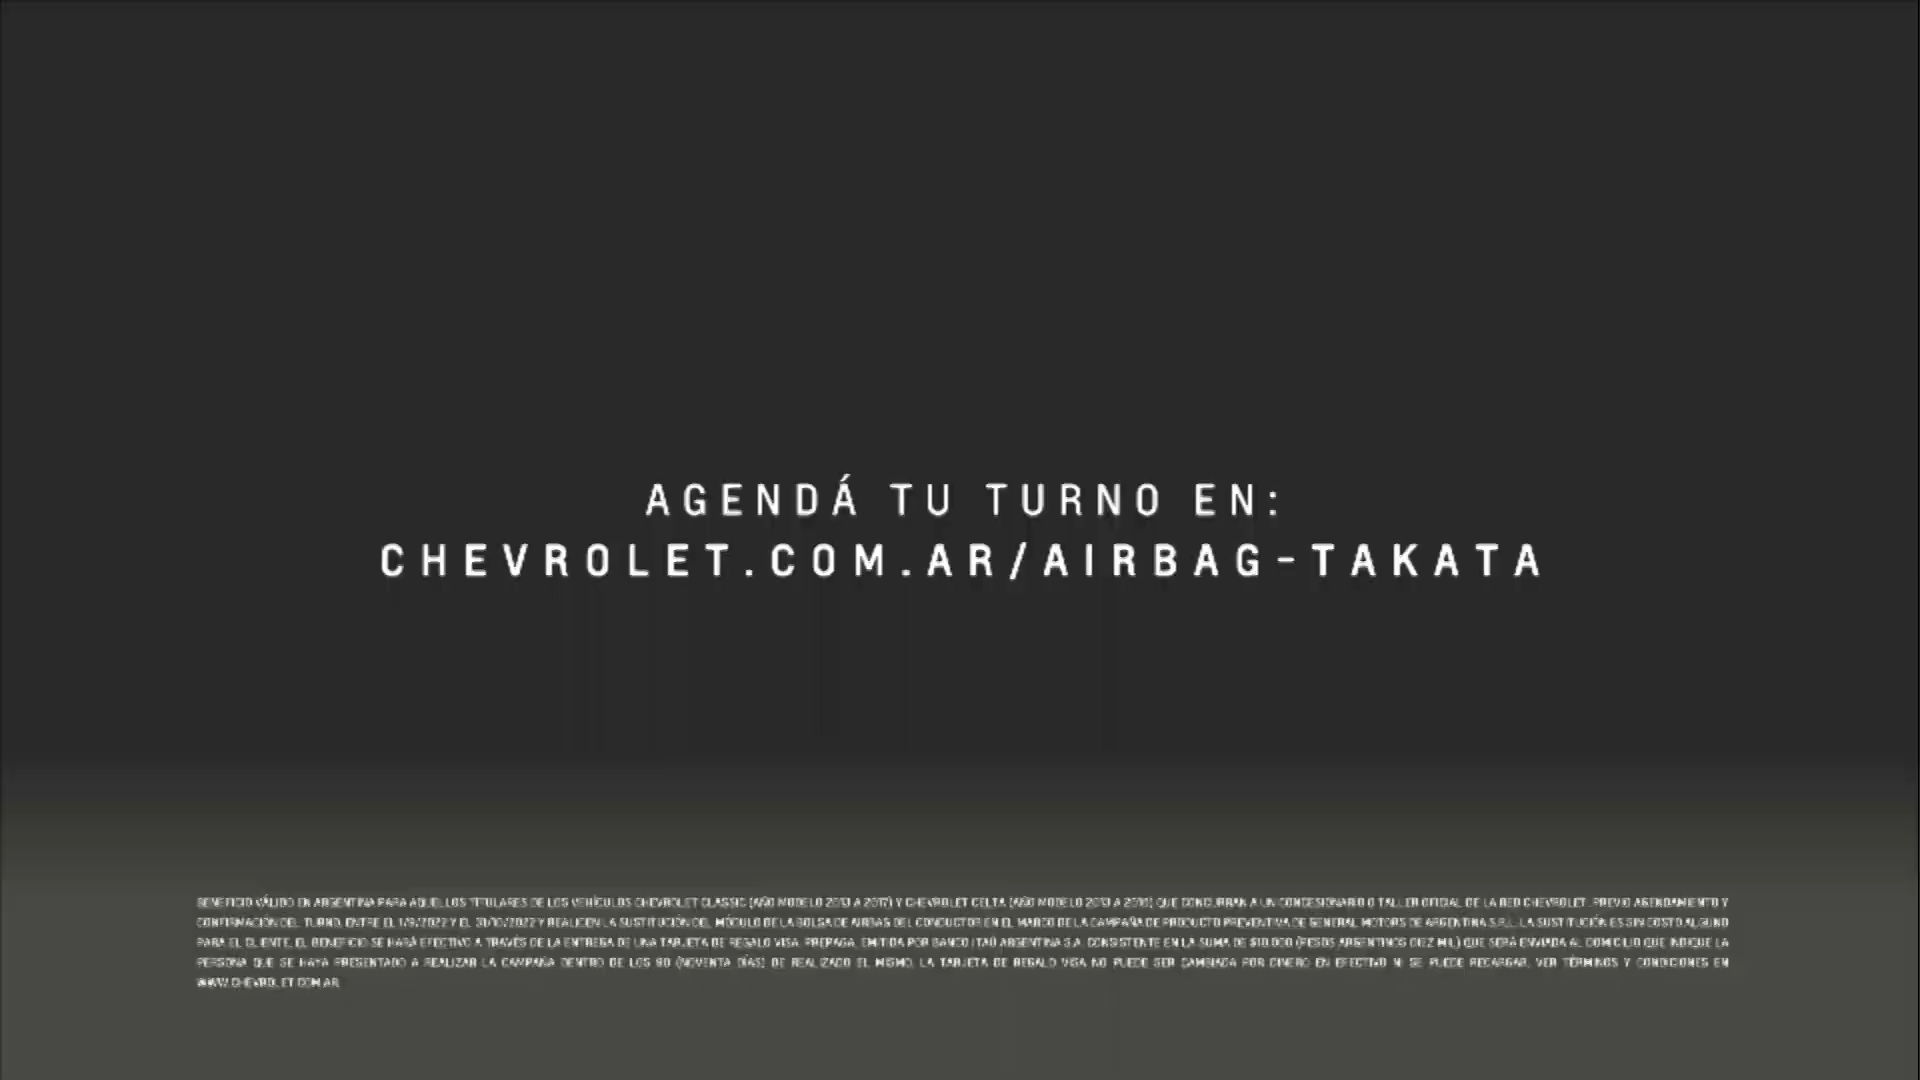 AGENDÁ TU TURNO EN:
CHEVROLET.COM.AR/AIRBAG-TAKATA
BENEFICIO VÁLIDO EN ARGENTINA PARA AQUELLOS TITULARES DE LOS VEHÍCULOS CHEVROLET CLASSIC (AÑO MODELO 2013 A 2017) Y CHEVROLET CELTA (AÑO MODELO 2013 A 2016) QUE CONCURRAN A UN CONCESIONARIO O TALLER OFICIAL DE LA RED CHEVROLET, PREVIO AGENDAMIENTO Y
CONFIRMACIÓN DEL TURNO, ENTRE EL 1/9/2022 Y EL 31/10/2022 Y REALICEN LA SUSTITUCIÓN DEL MÓDULO DE LA BOLSA DE AIRBAG DEL CONDUCTOR EN EL MARCO DE LA CAMPAÑA DE PRODUCTO PREVENTIVA DE GENERAL MOTORS DE ARGENTINA S.R.L. LA SUSTITUCIÓN ES SIN COSTO ALGUNO
PARA EL CLIENTE. EL BENEFICIO SE HARÁ EFECTIVO A TRAVÉS DE LA ENTREGA DE UNA TARJETA DE REGALO VISA, PREPAGA, EMITIDA POR BANCO ITAÚ ARGENTINA S.A. CONSISTENTE EN LA SUMA DE $10.000 (PESOS ARGENTINOS DIEZ MIL) QUE SERÁ ENVIADA AL DOMICILIO QUE INDIQUE LA
PERSONA QUE SE HAYA PRESENTADO A REALIZAR LA CAMPAÑA DENTRO DE LOS 90 (NOVENTA DÍAS) DE REALIZADO EL MISMO. LA TARJETA DE REGALO VISA NO PUEDE SER CAMBIADA POR DINERO EN EFECTIVO NI SE PUEDE RECARGAR. VER TÉRMINOS Y CONDICIONES EN
WWW.CHEVROLET.COM.AR